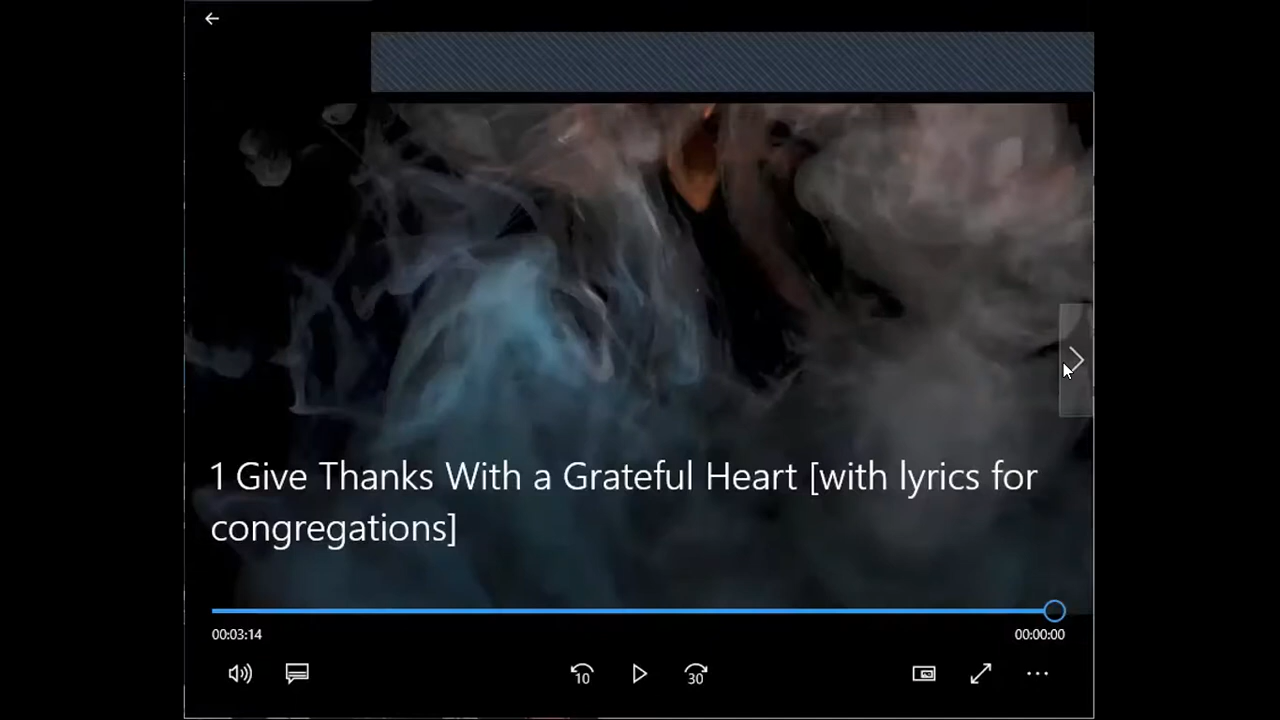 1 Give Thanks With a Grateful Heart [with lyrics for
congregations]
00:03:14
00:00:00
10
30